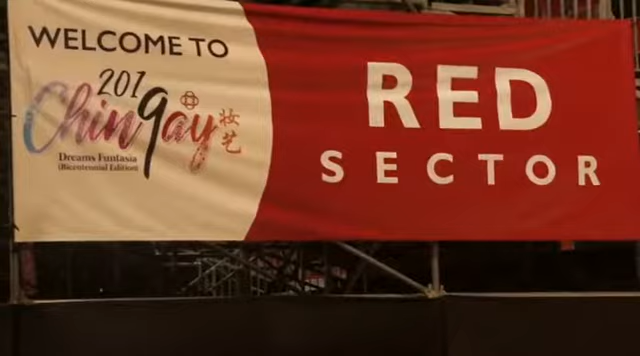 WELCOME TO
2019
Chingay
妆艺
Dreams Funtasia
(Bicentennial Edition)
RED
SECTOR